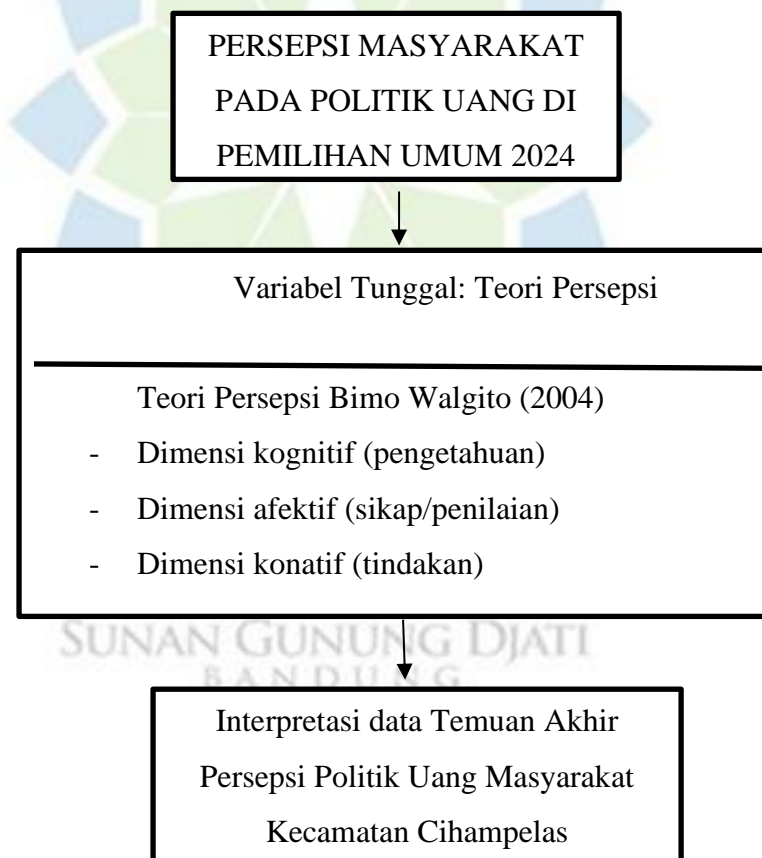 PERSEPSI MASYARAKAT
PADA POLITIK UANG DI
PEMILIHAN UMUM 2024
Variabel Tunggal: Teori Persepsi
Teori Persepsi Bimo Walgito (2004)
- Dimensi kognitif (pengetahuan)
- Dimensi afektif (sikap/penilaian)
- Dimensi konatif (tindakan)
SUNAN GUNUNG DJATI
BANDUNG
Interpretasi data Temuan Akhir
Persepsi Politik Uang Masyarakat
Kecamatan Cihampelas